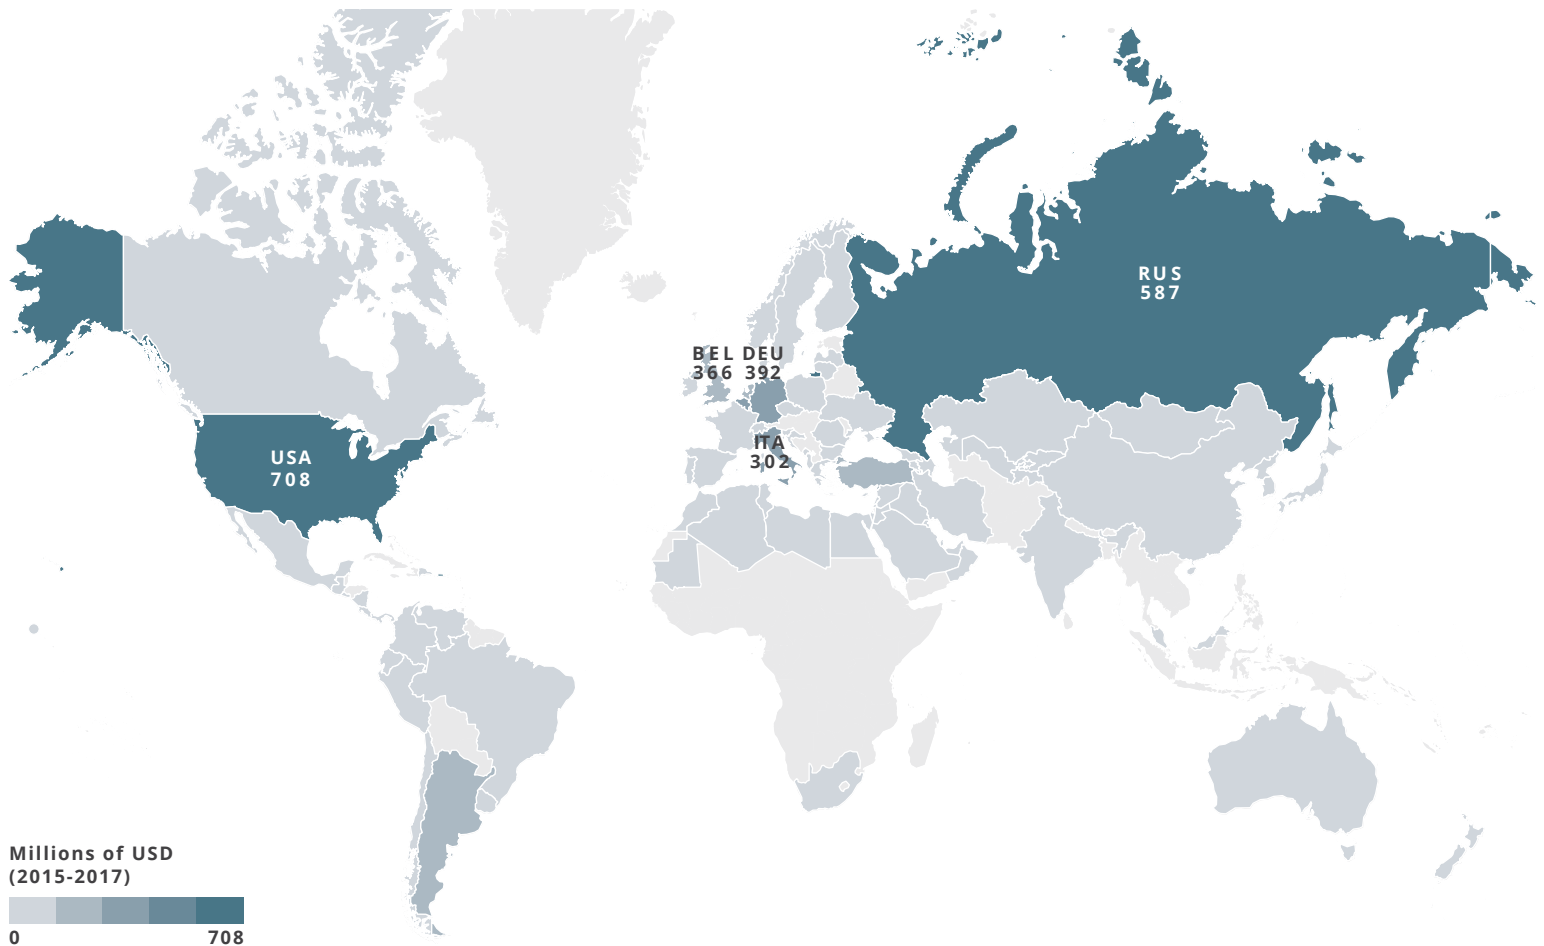 RUS
587
BEL DEU
366 392
ITA
302
USA
708
Millions of USD
(2015-2017)
0 708